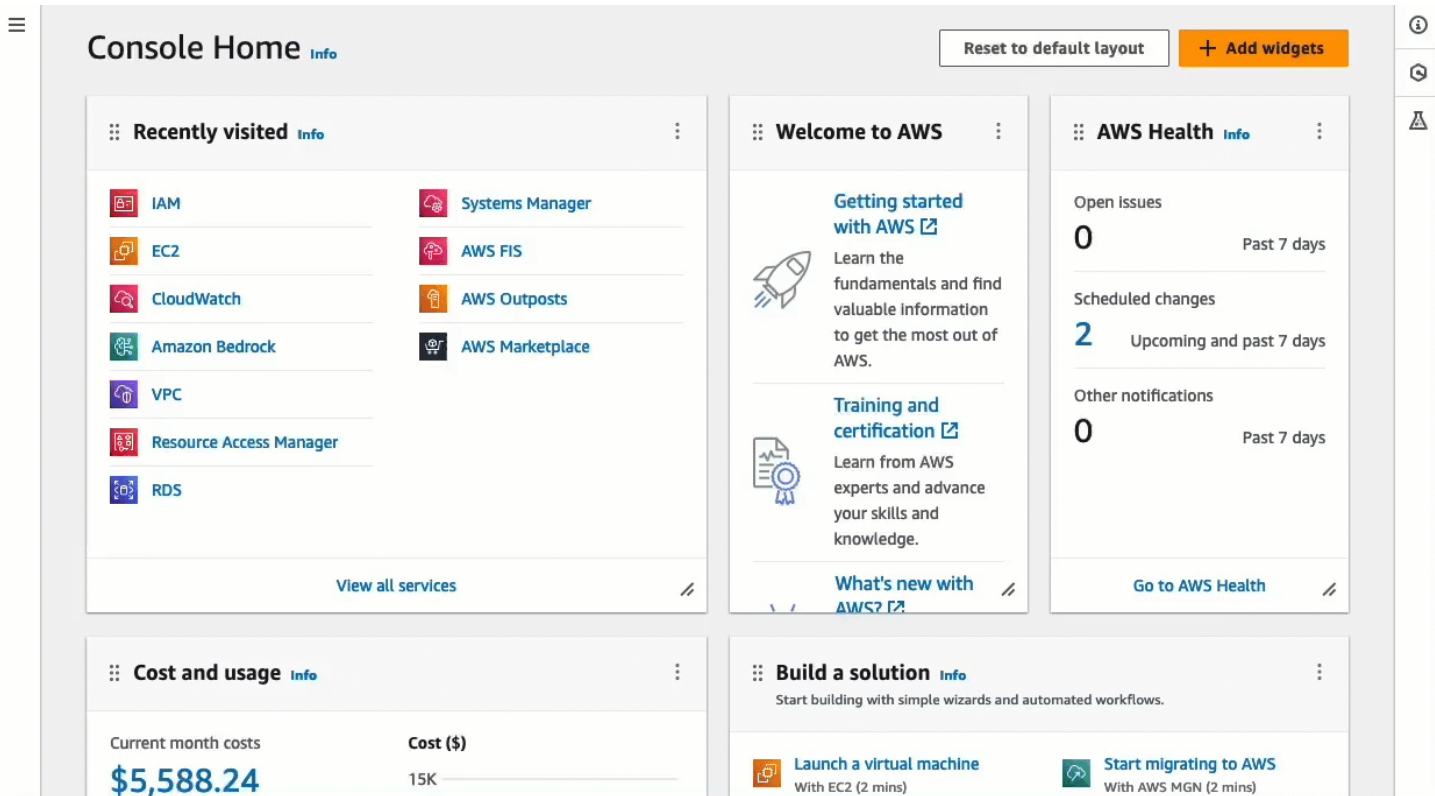 Console Home Info
Reset to default layout
Add widgets
Recently visited Info
IAM
EC2
CloudWatch
Amazon Bedrock
VPC
Resource Access Manager
RDS
Systems Manager
AWS FIS
AWS Outposts
AWS Marketplace
View all services
Welcome to AWS
Getting started
with AWS
Learn the
fundamentals and find
valuable information
to get the most out of
AWS.
Training and
certification
Learn from AWS
experts and advance
your skills and
knowledge.
What's new with
AWS?
AWS Health Info
Open issues
0 Past 7 days
Scheduled changes
2 Upcoming and past 7 days
Other notifications
0 Past 7 days
Go to AWS Health
Cost and usage Info
Current month costs
$5,588.24
Cost ($)
15K
Build a solution Info
Start building with simple wizards and automated workflows.
Launch a virtual machine
With EC2 (2 mins)
Start migrating to AWS
With AWS MGN (2 mins)